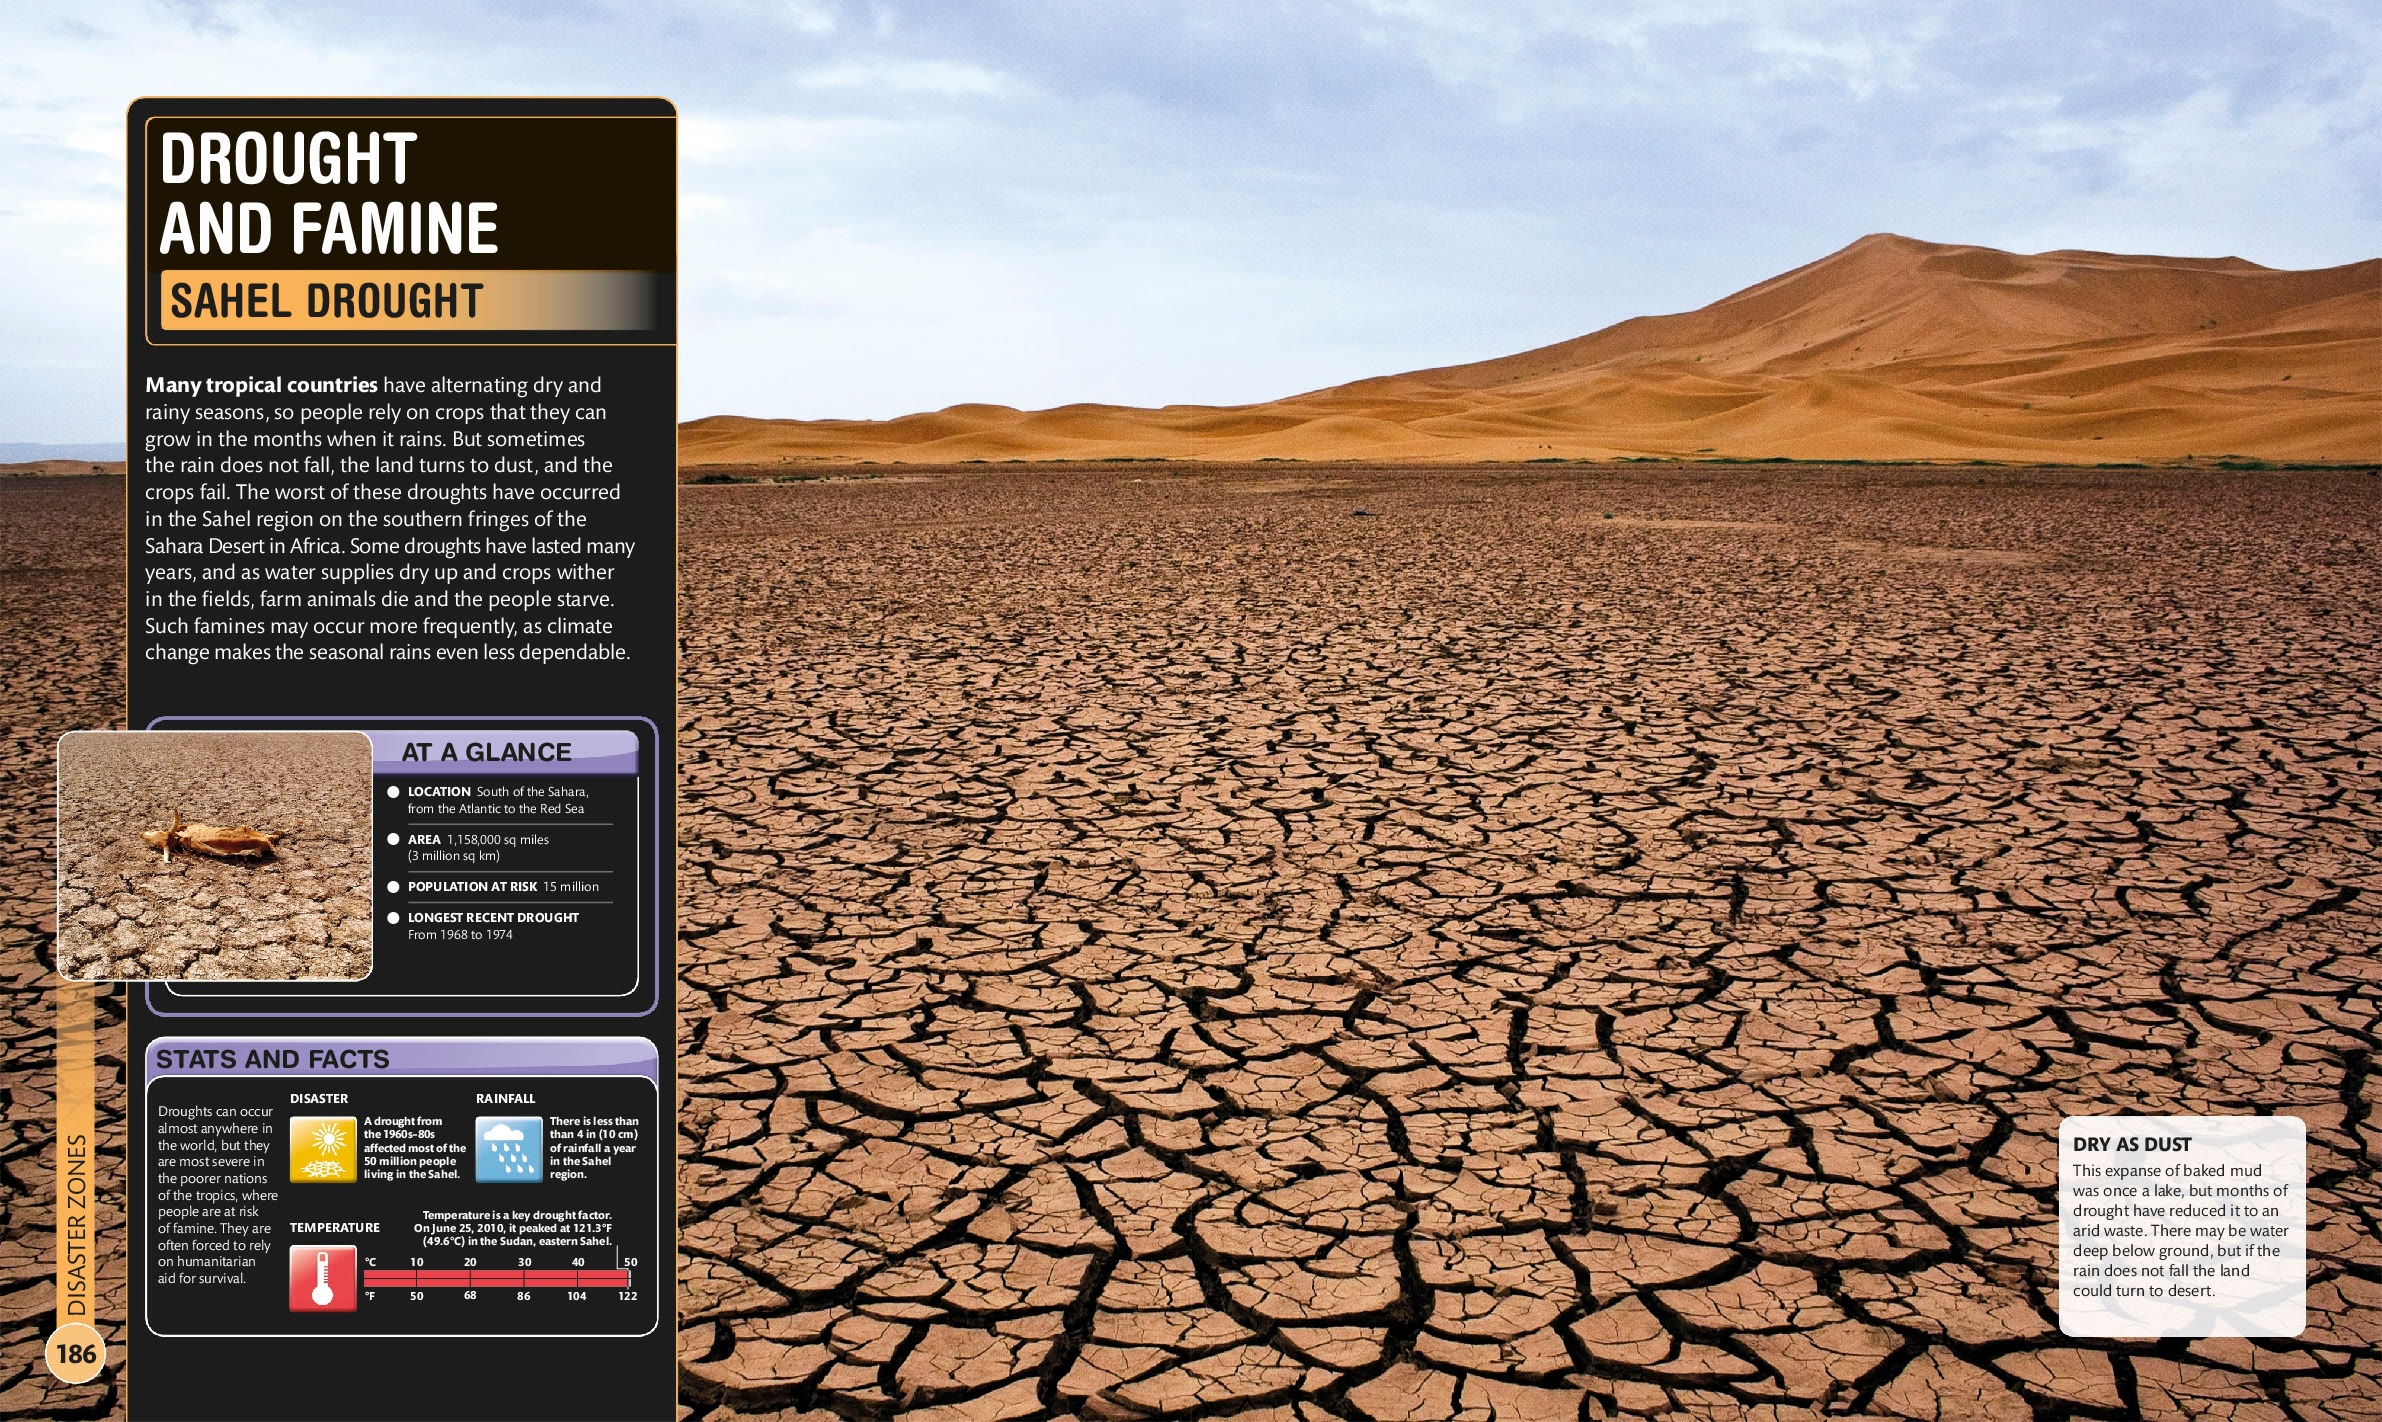 DROUGHT
AND FAMINE
SAHEL DROUGHT
Many tropical countries have alternating dry and
rainy seasons, so people rely on crops that they can
grow in the months when it rains. But sometimes
the rain does not fall, the land turns to dust, and the
crops fail. The worst of these droughts have occurred
in the Sahel region on the southern fringes of the
Sahara Desert in Africa. Some droughts have lasted many
years, and as water supplies dry up and crops wither
in the fields, farm animals die and the people starve.
Such famines may occur more frequently, as climate
change makes the seasonal rains even less dependable.
AT A GLANCE
LOCATION South of the Sahara,
from the Atlantic to the Red Sea
AREA 1,158,000 sq miles
(3 million sq km)
POPULATION AT RISK 15 million
LONGEST RECENT DROUGHT
From 1968 to 1974
STATS AND FACTS
Droughts can occur
almost anywhere in
the world, but they
are most severe in
the poorer nations
of the tropics, where
people are at risk
of famine. They are
often forced to rely
on humanitarian
aid for survival.
DISASTER
A drought from
the 1960s–80s
affected most of the
50 million people
living in the Sahel.
RAINFALL
There is less than
than 4 in (10 cm)
of rainfall a year
in the Sahel
region.
TEMPERATURE
Temperature is a key drought factor.
On June 25, 2010, it peaked at 121.3°F
(49.6°C) in the Sudan, eastern Sahel.
°C 10 20 30 40 50
°F 50 68 86 104 122
DISASTER ZONES
186
DRY AS DUST
This expanse of baked mud
was once a lake, but months of
drought have reduced it to an
arid waste. There may be water
deep below ground, but if the
rain does not fall the land
could turn to desert.